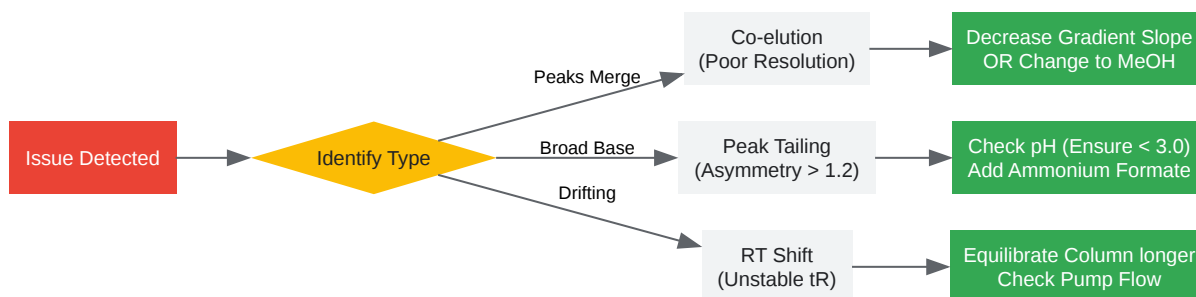 Issue Detected
Identify Type
Peaks Merge
Co-elution
(Poor Resolution)
Decrease Gradient Slope
OR Change to MeOH
Broad Base
Peak Tailing
(Asymmetry > 1.2)
Check pH (Ensure < 3.0)
Add Ammonium Formate
Drifting
RT Shift
(Unstable tR)
Equilibrate Column longer
Check Pump Flow